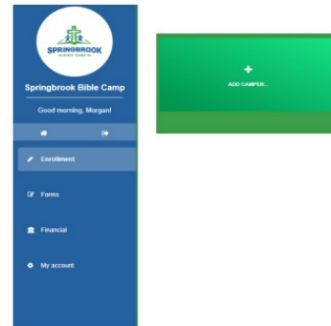 SPRINGBROOK
Springbrook Bible Camp
Good morning, Morgan!
Enrollment
Forms
Financial
My account
ADD CAMPER...